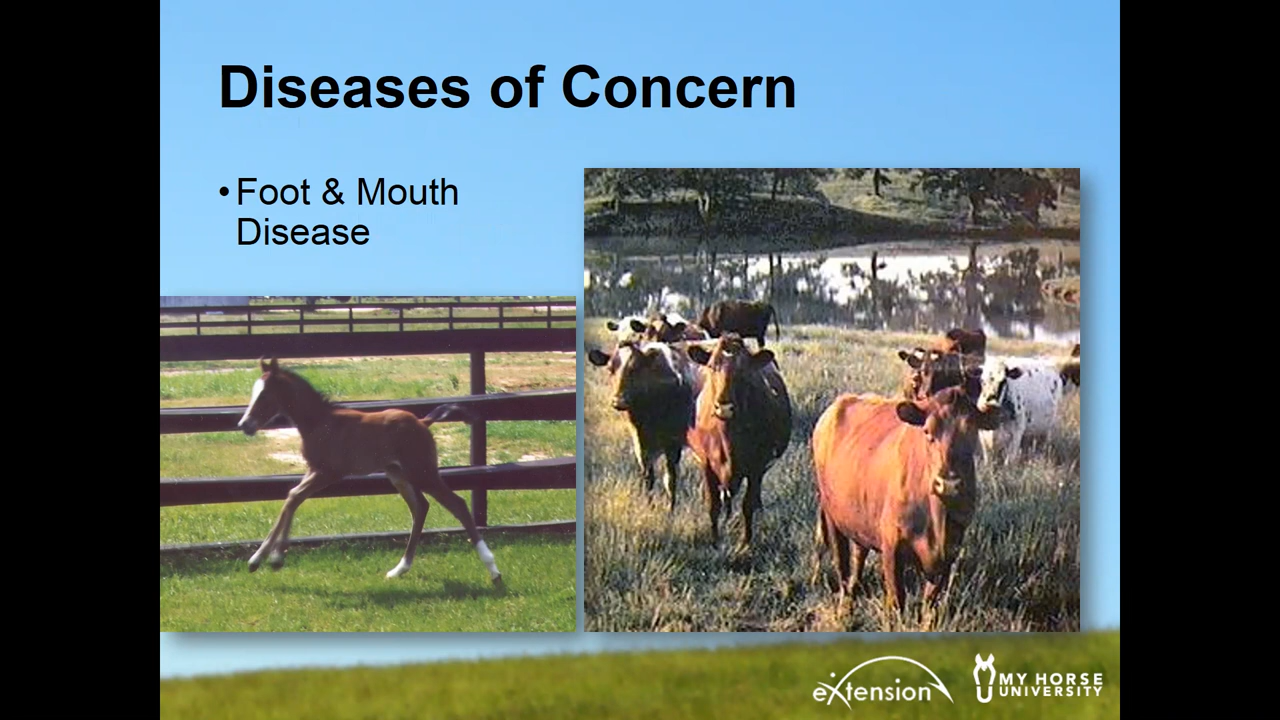 Diseases of Concern
• Foot & Mouth
Disease
eXtension
MY HORSE
UNIVERSITY